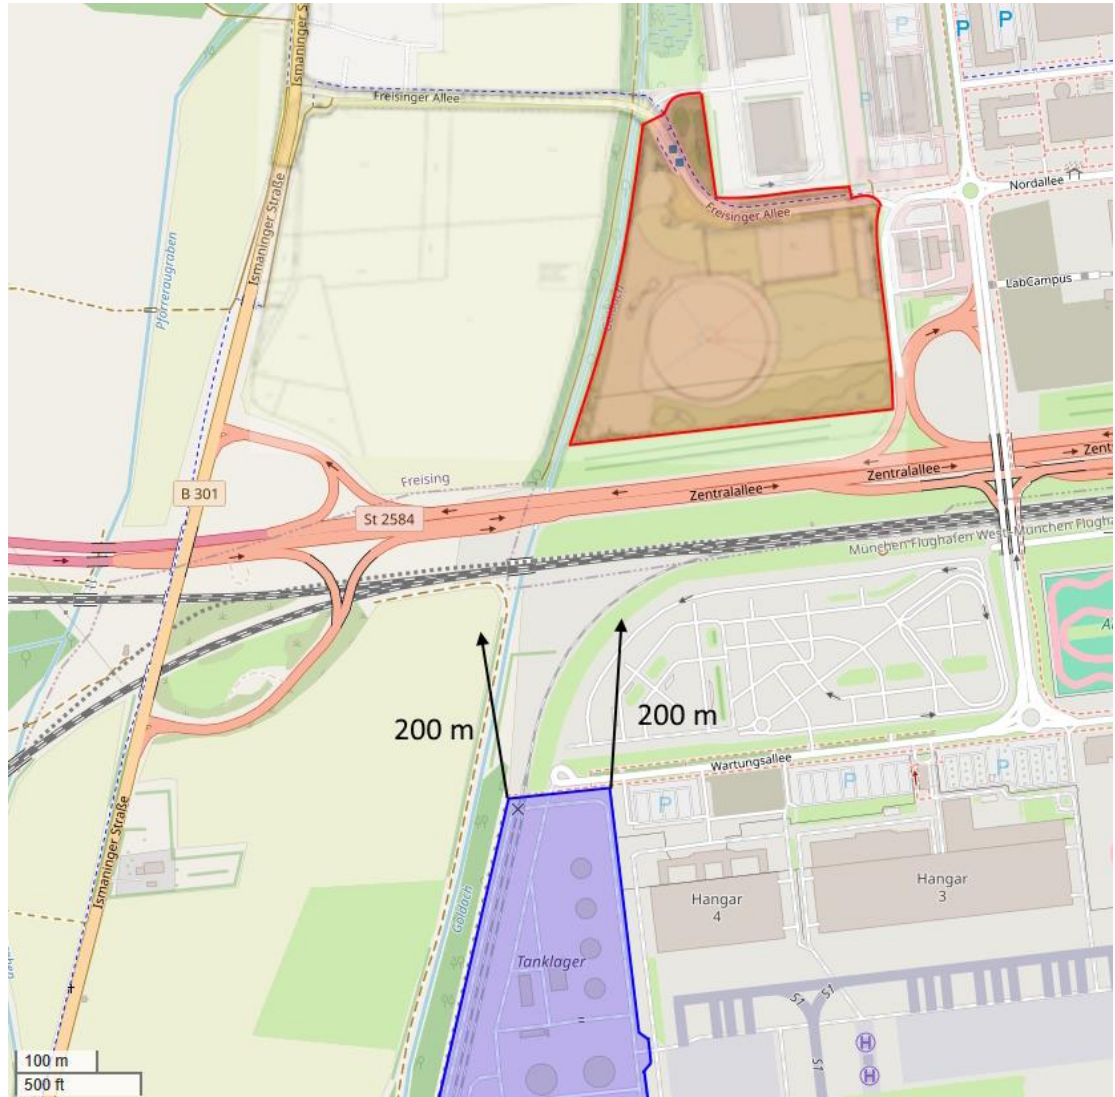 Ismaninger S
P
P
P
Freisinger Allee
Nordallee
Freisinger Allee
Ismaninger Straße
Pförreraugraben
LabCampus
Goldach
Zentralallee
Zent
Zentralallee
Freising
B 301
St 2584
München Flughafen West-München Flugha
200 m
200 m
Wartungsallee
P
P
P
Ismaninger Straße
Hangar
4
Hangar
3
Goldach
Tanklager
S1
S1
S1
H
H
100 m
500 ft